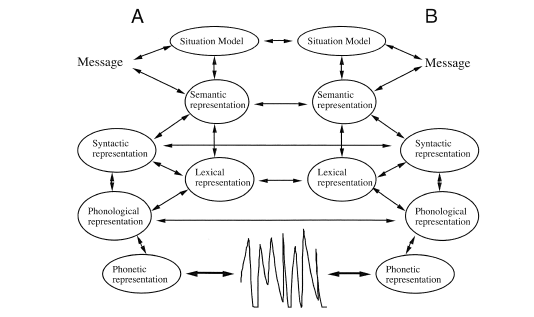 A
B
Situation Model
Situation Model
Message
Message
Semantic
representation
Semantic
representation
Syntactic
representation
Syntactic
representation
Lexical
representation
Lexical
representation
Phonological
representation
Phonological
representation
Phonetic
representation
Phonetic
representation